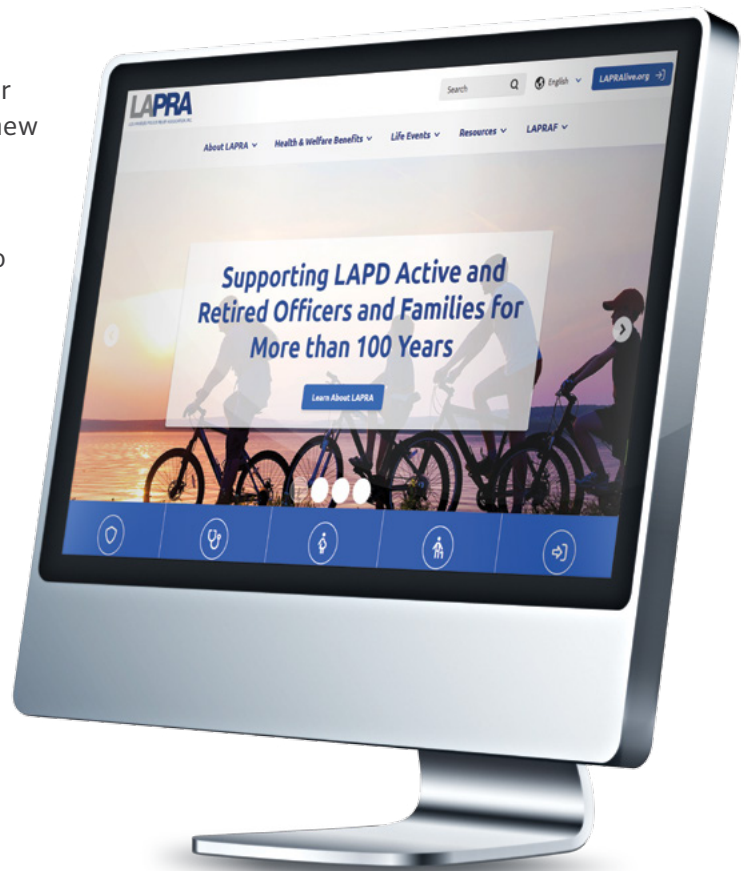 r
new
o
LAPRA
Search
English
LAPRAlive.org
About LAPRA
Health & Welfare Benefits
Life Events
Resources
LAPRAF
Supporting LAPD Active and
Retired Officers and Families for
More than 100 Years
Learn About LAPRA